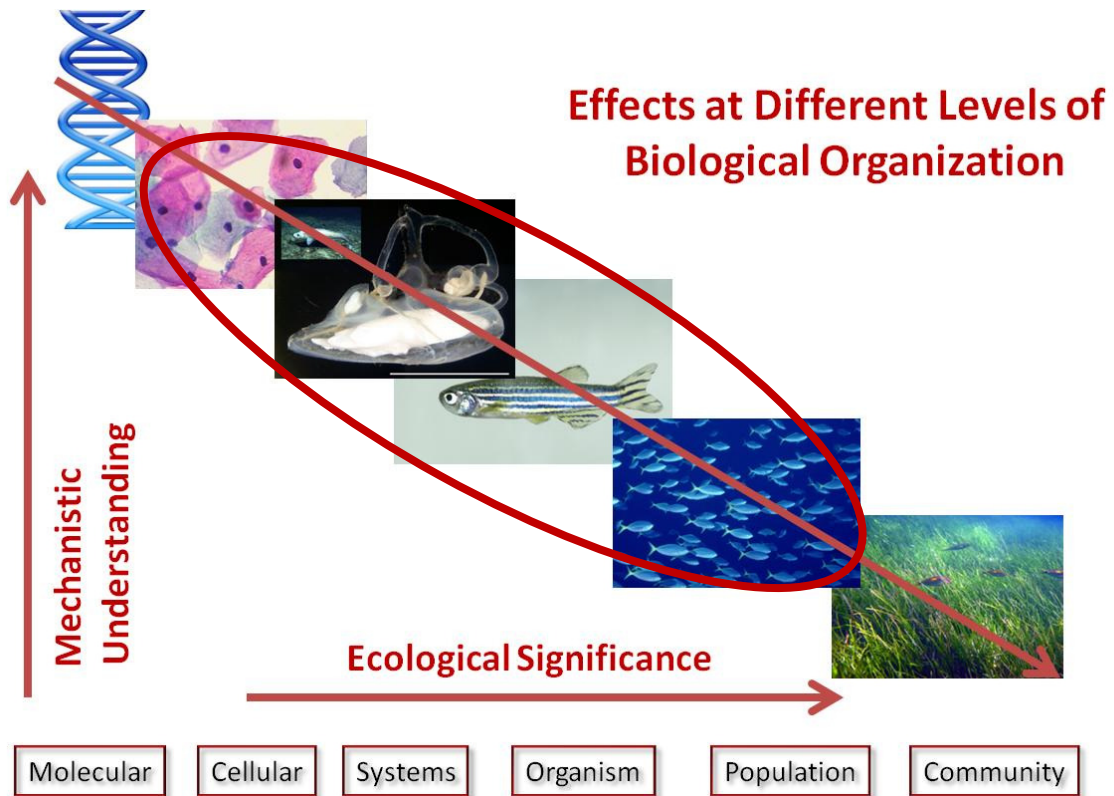 Effects at Different Levels of
Biological Organization
Mechanistic
Understanding
Ecological Significance
Molecular
Cellular
Systems
Organism
Population
Community